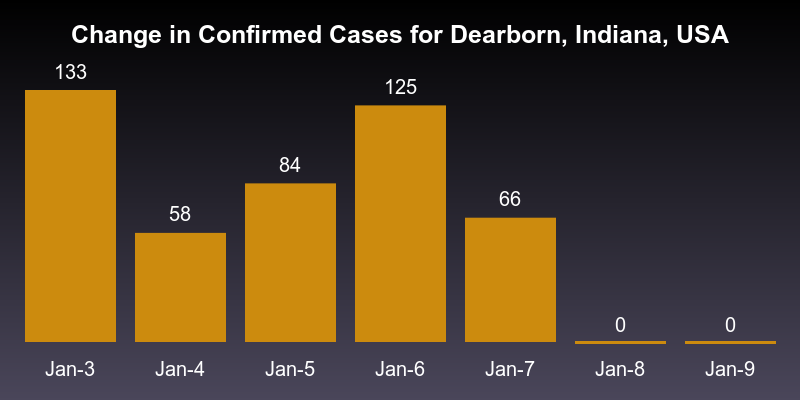 Change in Confirmed Cases for Dearborn, Indiana, USA
133
58
84
125
66
0
0
Jan-3
Jan-4
Jan-5
Jan-6
Jan-7
Jan-8
Jan-9